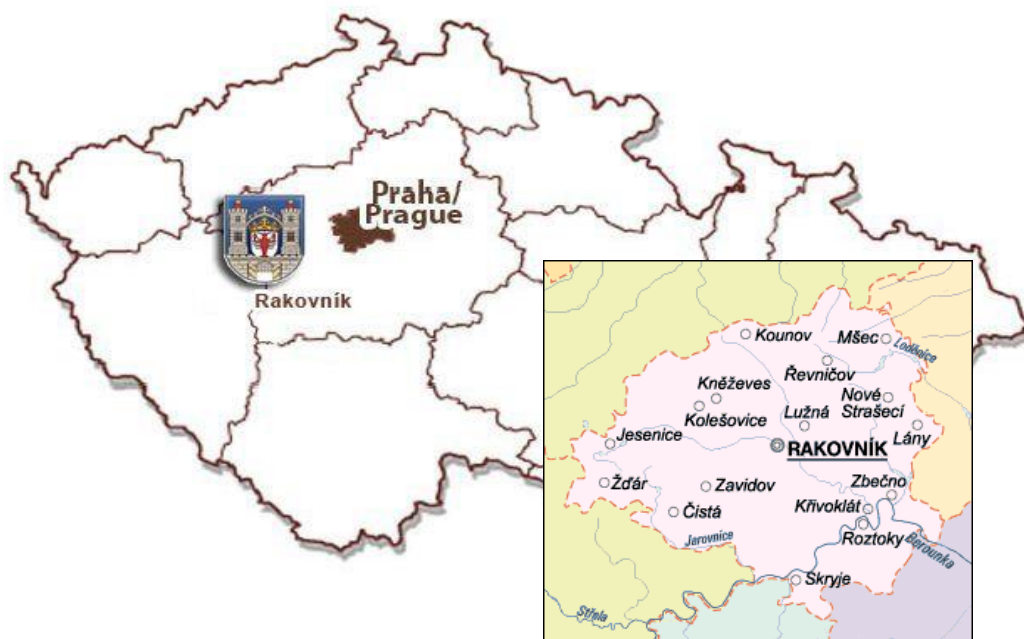 Praha/
Prague
Rakovník
Kounov
Mšec
Loděnice
Řevničov
Kněževes
Nové
Strašecí
Kolešovice
Lužná
Lány
Jesenice
RAKOVNÍK
Zbečno
Žďár
Zavidov
Křivoklát
Čistá
Roztoky
Jarovnice
Berounka
Skryje
Střela